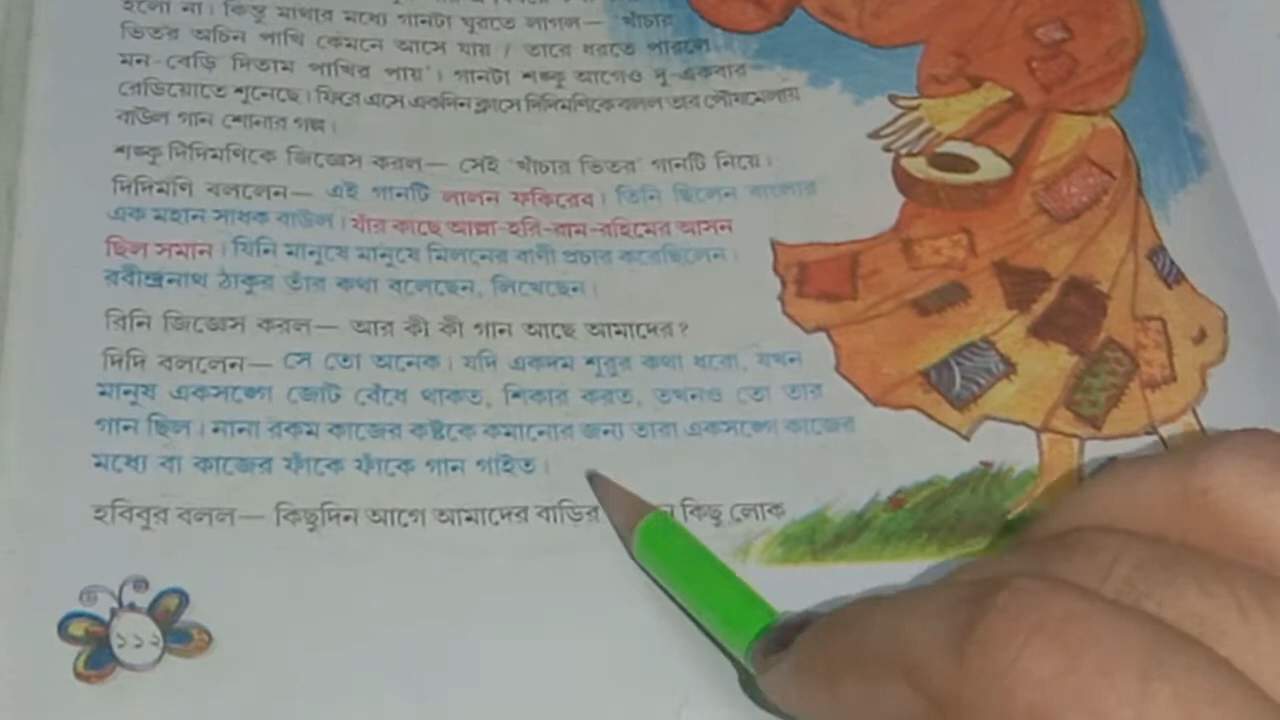 হলো না। কিন্তু মাথার মধ্যে গানটা ঘুরতে লাগল— 'খাঁচার
ভিতর অচিন পাখি কেমনে আসে যায় / তারে ধরতে পারলে
মন-বেড়ি দিতাম পাখির পায়'। গানটা শঙ্কু আগেও দু-একবার
রেডিয়োতে শুনেছে। ফিরে এসে একদিন ক্লাসে দিদিমণিকে বলল তার পৌষমেলায়
বাউল গান শোনার গল্প।
শঙ্কু দিদিমণিকে জিজ্ঞেস করল— সেই 'খাঁচার ভিতর' গানটি নিয়ে।
দিদিমণি বললেন— এই গানটি লালন ফকিরের। তিনি ছিলেন বাংলার
এক মহান সাধক বাউল। যাঁর কাছে আল্লা-হরি-রাম-রহিমের আসন
ছিল সমান। যিনি মানুষে মানুষে মিলনের বাণী প্রচার করেছিলেন।
রবীন্দ্রনাথ ঠাকুর তাঁর কথা বলেছেন, লিখেছেন।
রিনি জিজ্ঞেস করল— আর কী কী গান আছে আমাদের?
দিদি বললেন— সে তো অনেক। যদি একদম শুরুর কথা ধরো, যখন
মানুষ একসঙ্গে জোট বেঁধে থাকত, শিকার করত, তখনও তো তার
গান ছিল। নানা রকম কাজের কষ্টকে কমানোর জন্য তারা একসঙ্গে কাজের
মধ্যে বা কাজের ফাঁকে ফাঁকে গান গাইত।
হবিবুর বলল— কিছুদিন আগে আমাদের বাড়ির কিছু লোক
১১২